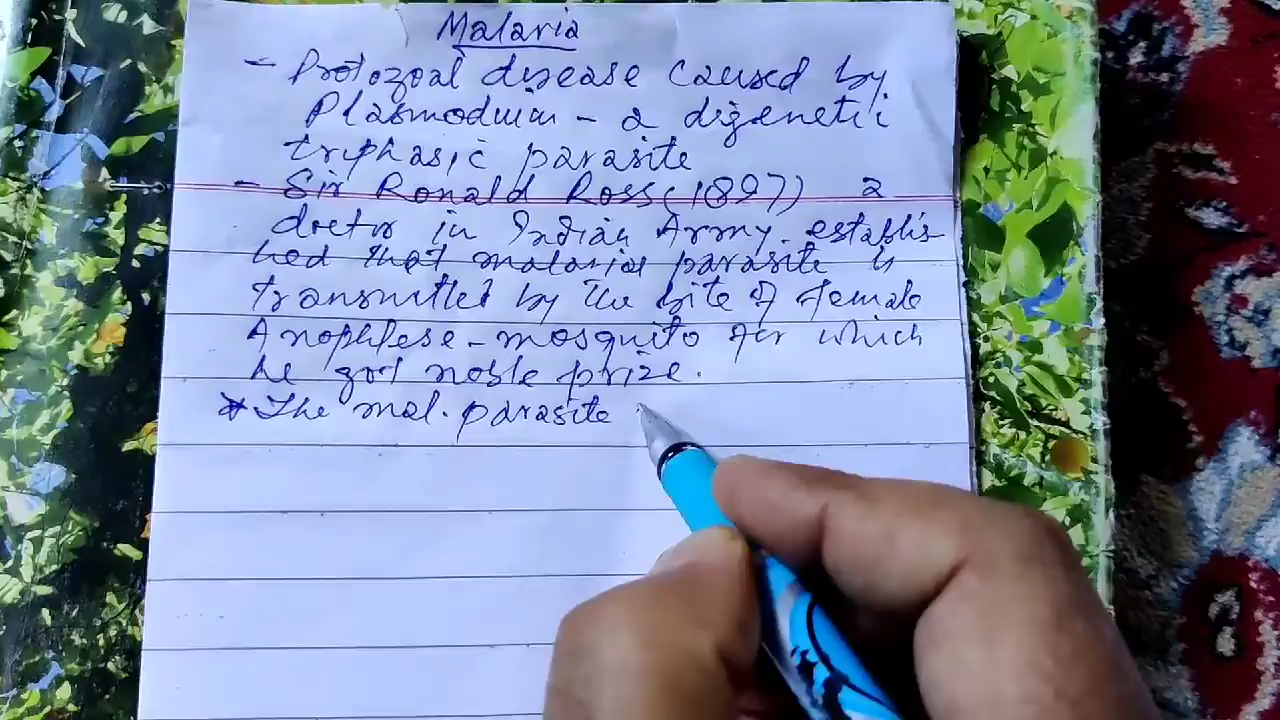 Malaria
- Protozoal disease caused by
Plasmodium - a digenetic
triphasic parasite
- Sir Ronald Ross (1897) a
doctor in Indian Army. establis
hed that malarial parasite is
transmitted by the bite of female
Anophlese - mosquito for which
he got noble prize.
* The mal. parasite